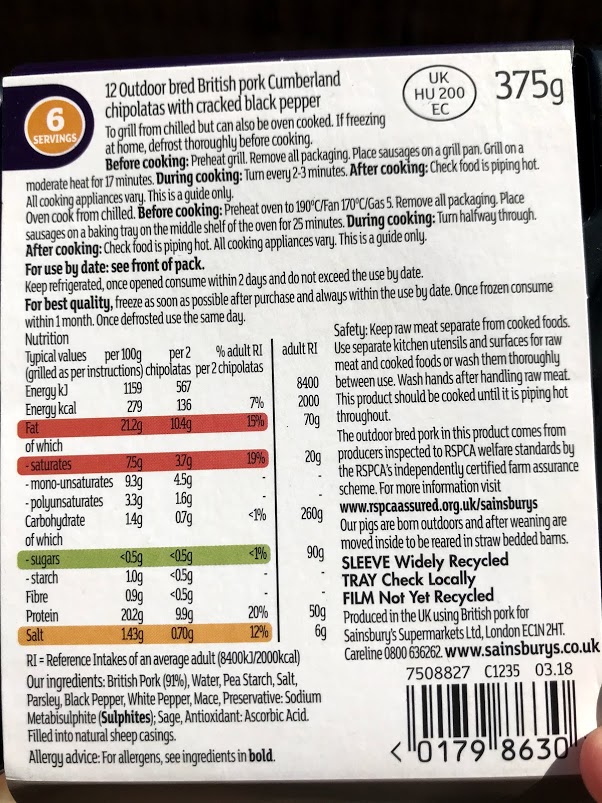 6
SERVINGS
12 Outdoor bred British pork Cumberland
chipolatas with cracked black pepper
UK
HU 200
EC
375g
To grill from chilled but can also be oven cooked. If freezing
at home, defrost thoroughly before cooking.
Before cooking: Preheat grill. Remove all packaging. Place sausages on a grill pan. Grill on a
moderate heat for 17 minutes. During cooking: Turn every 2-3 minutes. After cooking: Check food is piping hot.
All cooking appliances vary. This is a guide only.
Oven cook from chilled. Before cooking: Preheat oven to 190°C/Fan 170°C/Gas 5. Remove all packaging. Place
sausages on a baking tray on the middle shelf of the oven for 25 minutes. During cooking: Turn halfway through.
After cooking: Check food is piping hot. All cooking appliances vary. This is a guide only.
For use by date: see front of pack.
Keep refrigerated, once opened consume within 2 days and do not exceed the use by date.
For best quality, freeze as soon as possible after purchase and always within the use by date. Once frozen consume
within 1 month. Once defrosted use the same day.
Nutrition
Typical values per 100g per 2 % adult RI adult RI
(grilled as per instructions) chipolatas per 2 chipolatas
Energy kJ 1159 567 8400
Energy kcal 279 136 7% 2000
Fat 21.2g 10.4g 15% 70g
of which
- saturates 7.5g 3.7g 19% 20g
- mono-unsaturates 9.3g 4.5g - -
- polyunsaturates 3.3g 1.6g - -
Carbohydrate 1.4g 0.7g <1% 260g
of which
- sugars <0.5g <0.5g <1% 90g
- starch 1.0g <0.5g - -
Fibre 0.9g <0.5g - -
Protein 20.2g 9.9g 20% 50g
Salt 1.43g 0.70g 12% 6g
RI = Reference Intakes of an average adult (8400kJ/2000kcal)
Our ingredients: British Pork (91%), Water, Pea Starch, Salt,
Parsley, Black Pepper, White Pepper, Mace, Preservative: Sodium
Metabisulphite (Sulphites); Sage, Antioxidant: Ascorbic Acid.
Filled into natural sheep casings.
Allergy advice: For allergens, see ingredients in bold.
Safety: Keep raw meat separate from cooked foods.
Use separate kitchen utensils and surfaces for raw
meat and cooked foods or wash them thoroughly
between use. Wash hands after handling raw meat.
This product should be cooked until it is piping hot
throughout.
The outdoor bred pork in this product comes from
producers inspected to RSPCA welfare standards by
the RSPCA's independently certified farm assurance
scheme. For more information visit
www.rspcaassured.org.uk/sainsburys
Our pigs are born outdoors and after weaning are
moved inside to be reared in straw bedded barns.
SLEEVE Widely Recycled
TRAY Check Locally
FILM Not Yet Recycled
Produced in the UK using British pork for
Sainsbury's Supermarkets Ltd, London EC1N 2HT.
Careline 0800 636262. www.sainsburys.co.uk
7508827 C1235 03.18
< 0179 8630